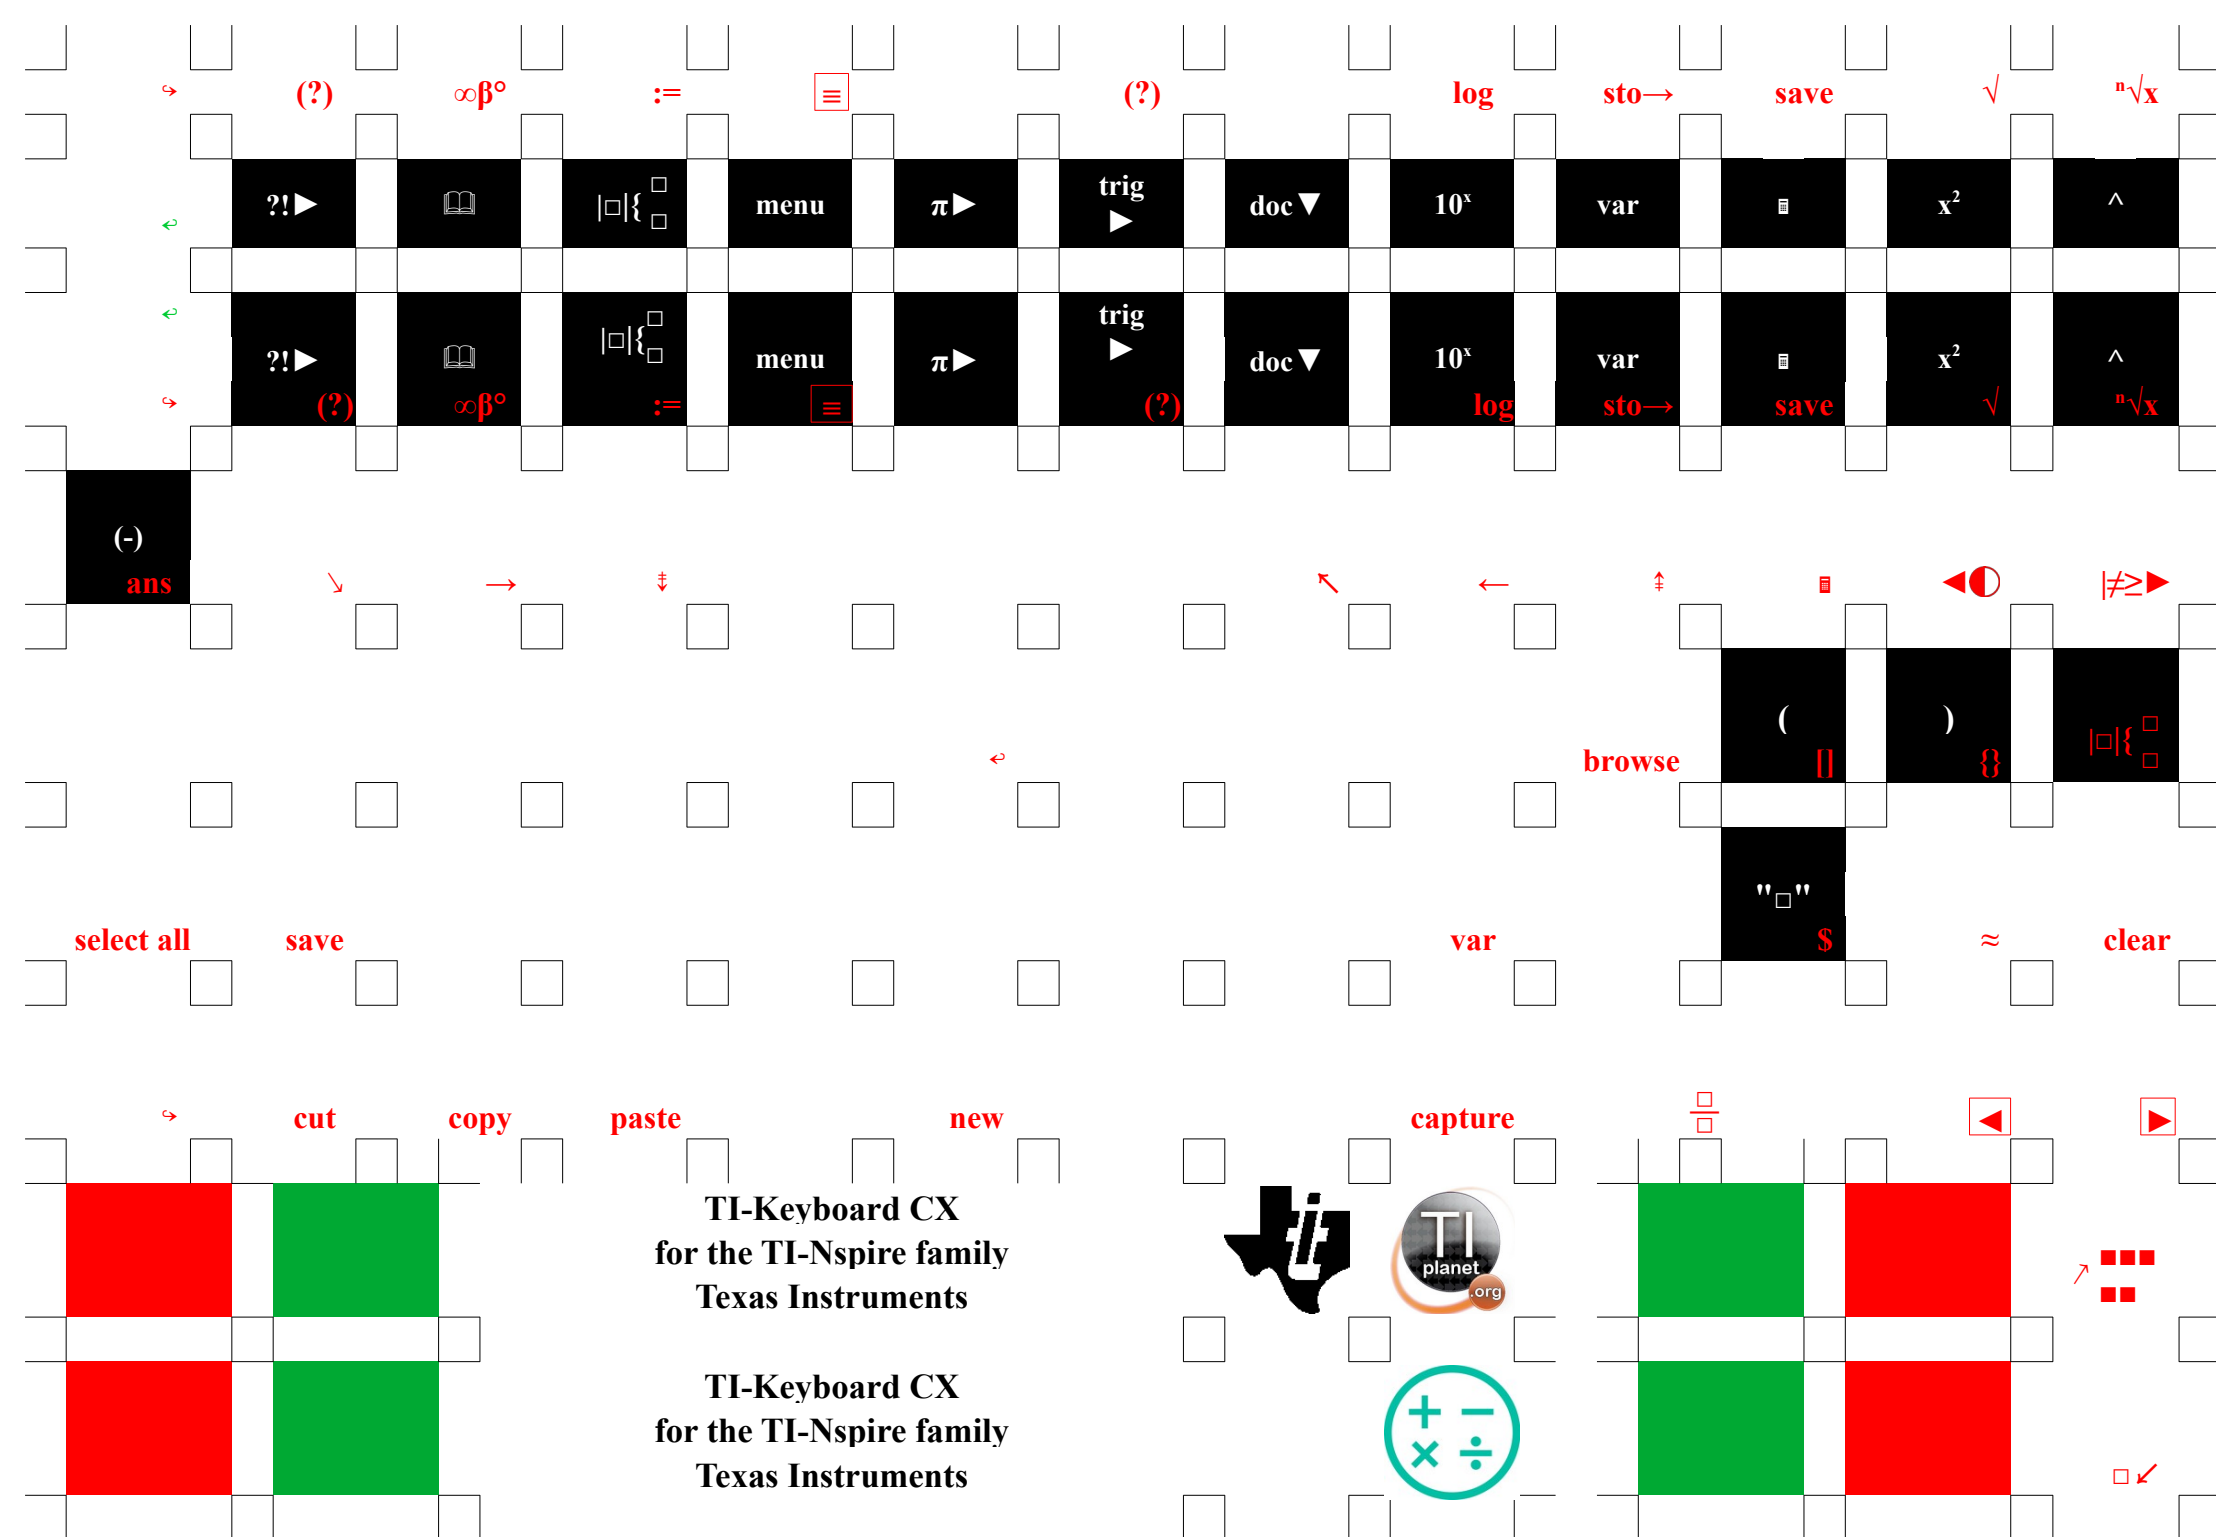 ↪ (?) ∞β° := ≡ (?) log sto→ save √ ⁿ√x
↩ ?!► 🕮 |□|{□□ menu π► trig► doc▼ 10ˣ var 🖩 x² ^
↩ ?!► 🕮 |□|{□□ menu π► trig► doc▼ 10ˣ var 🖩 x² ^
↪ (?) ∞β° := ≡ (?) log sto→ save √ ⁿ√x
(-)
ans ↘ → ⇟ ↖ ← ⇞ 🖩 ◄◐ |≠≥►
( )
↩ browse [] {} |□|{□□
"□"
select all save var $ ≈ clear
↪ cut copy paste new capture □/□ ◄ ►
TI-Keyboard CX
for the TI-Nspire family
Texas Instruments
ti
TI
planet
.org
↗■■■
■■
TI-Keyboard CX
for the TI-Nspire family
Texas Instruments
+ −
× ÷
□↙